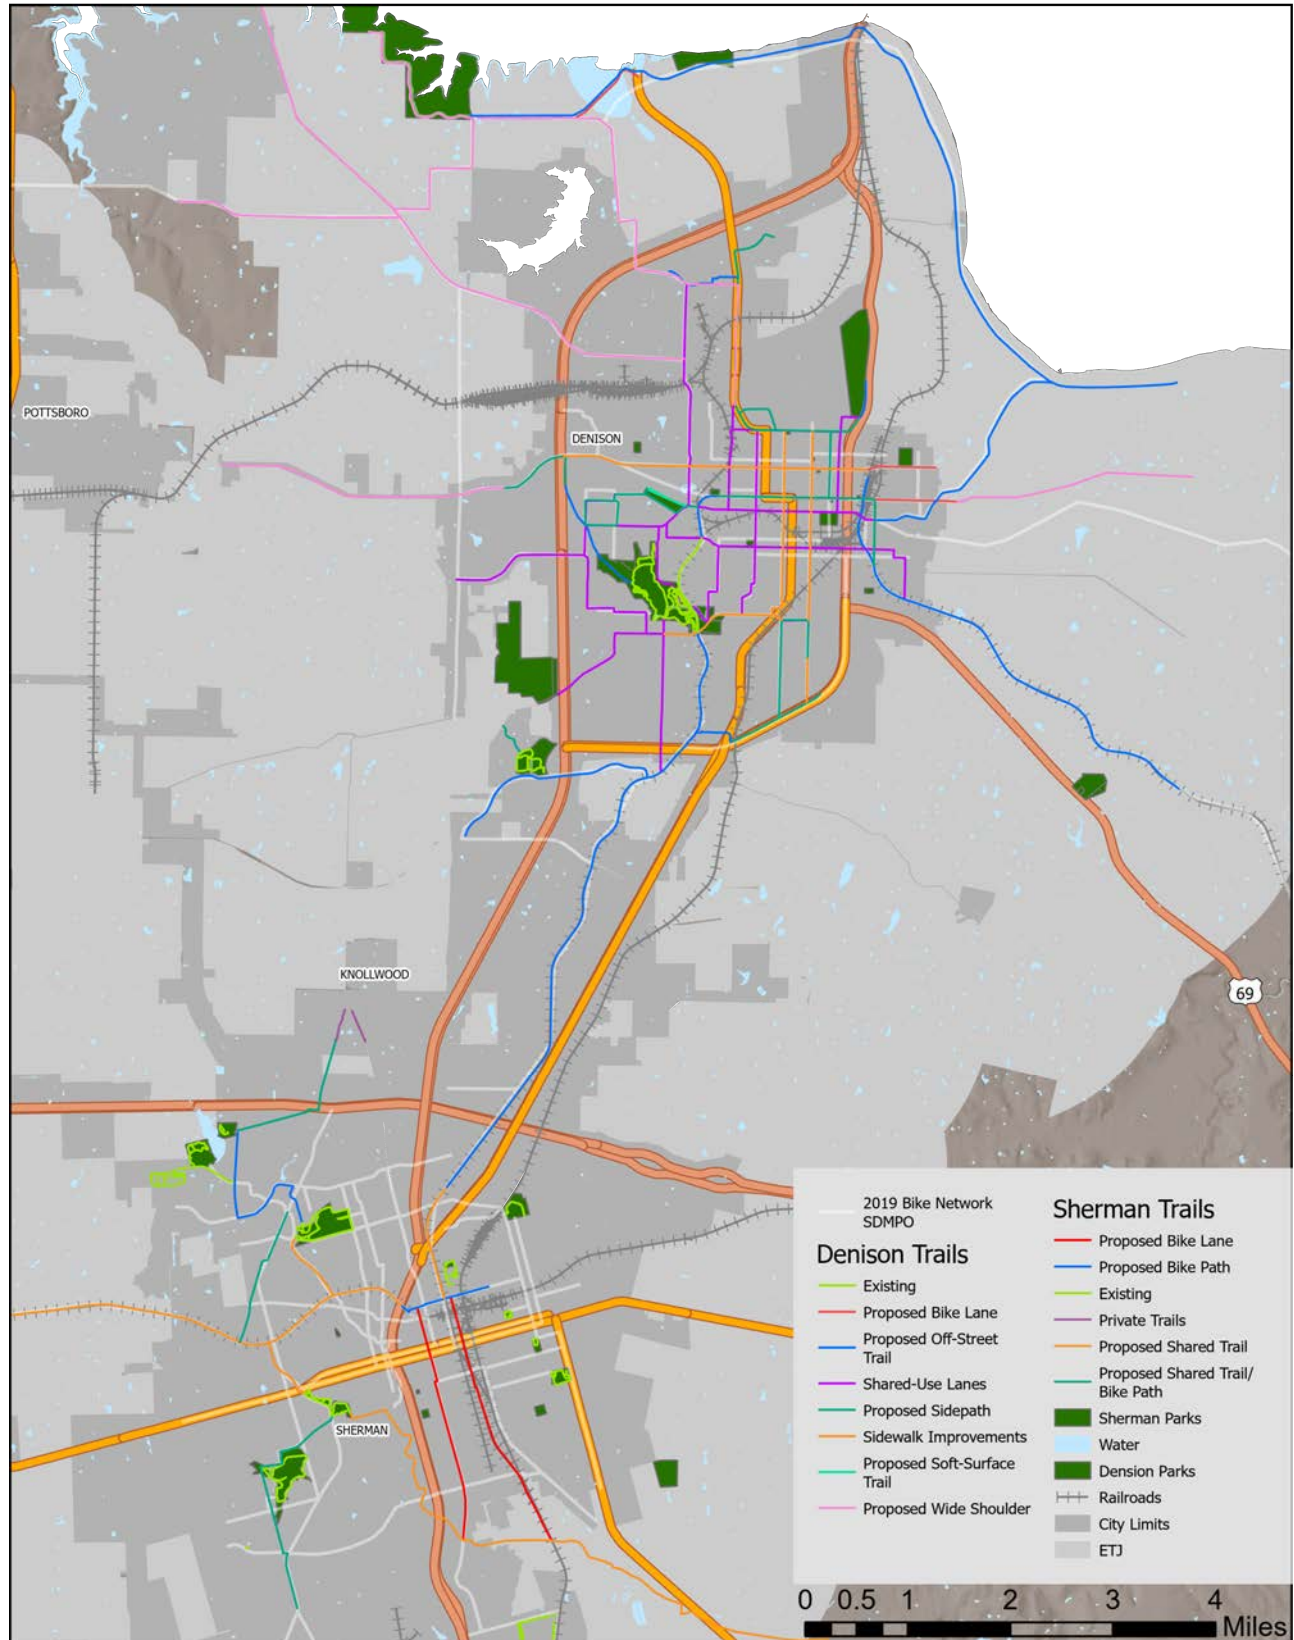 POTTSBORO
DENISON
KNOLLWOOD
69
SHERMAN
2019 Bike Network
SDMPO
Denison Trails
Existing
Proposed Bike Lane
Proposed Off-Street
Trail
Shared-Use Lanes
Proposed Sidepath
Sidewalk Improvements
Proposed Soft-Surface
Trail
Proposed Wide Shoulder
Sherman Trails
Proposed Bike Lane
Proposed Bike Path
Existing
Private Trails
Proposed Shared Trail
Proposed Shared Trail/
Bike Path
Sherman Parks
Water
Dension Parks
Railroads
City Limits
ETJ
0 0.5 1 2 3 4
Miles